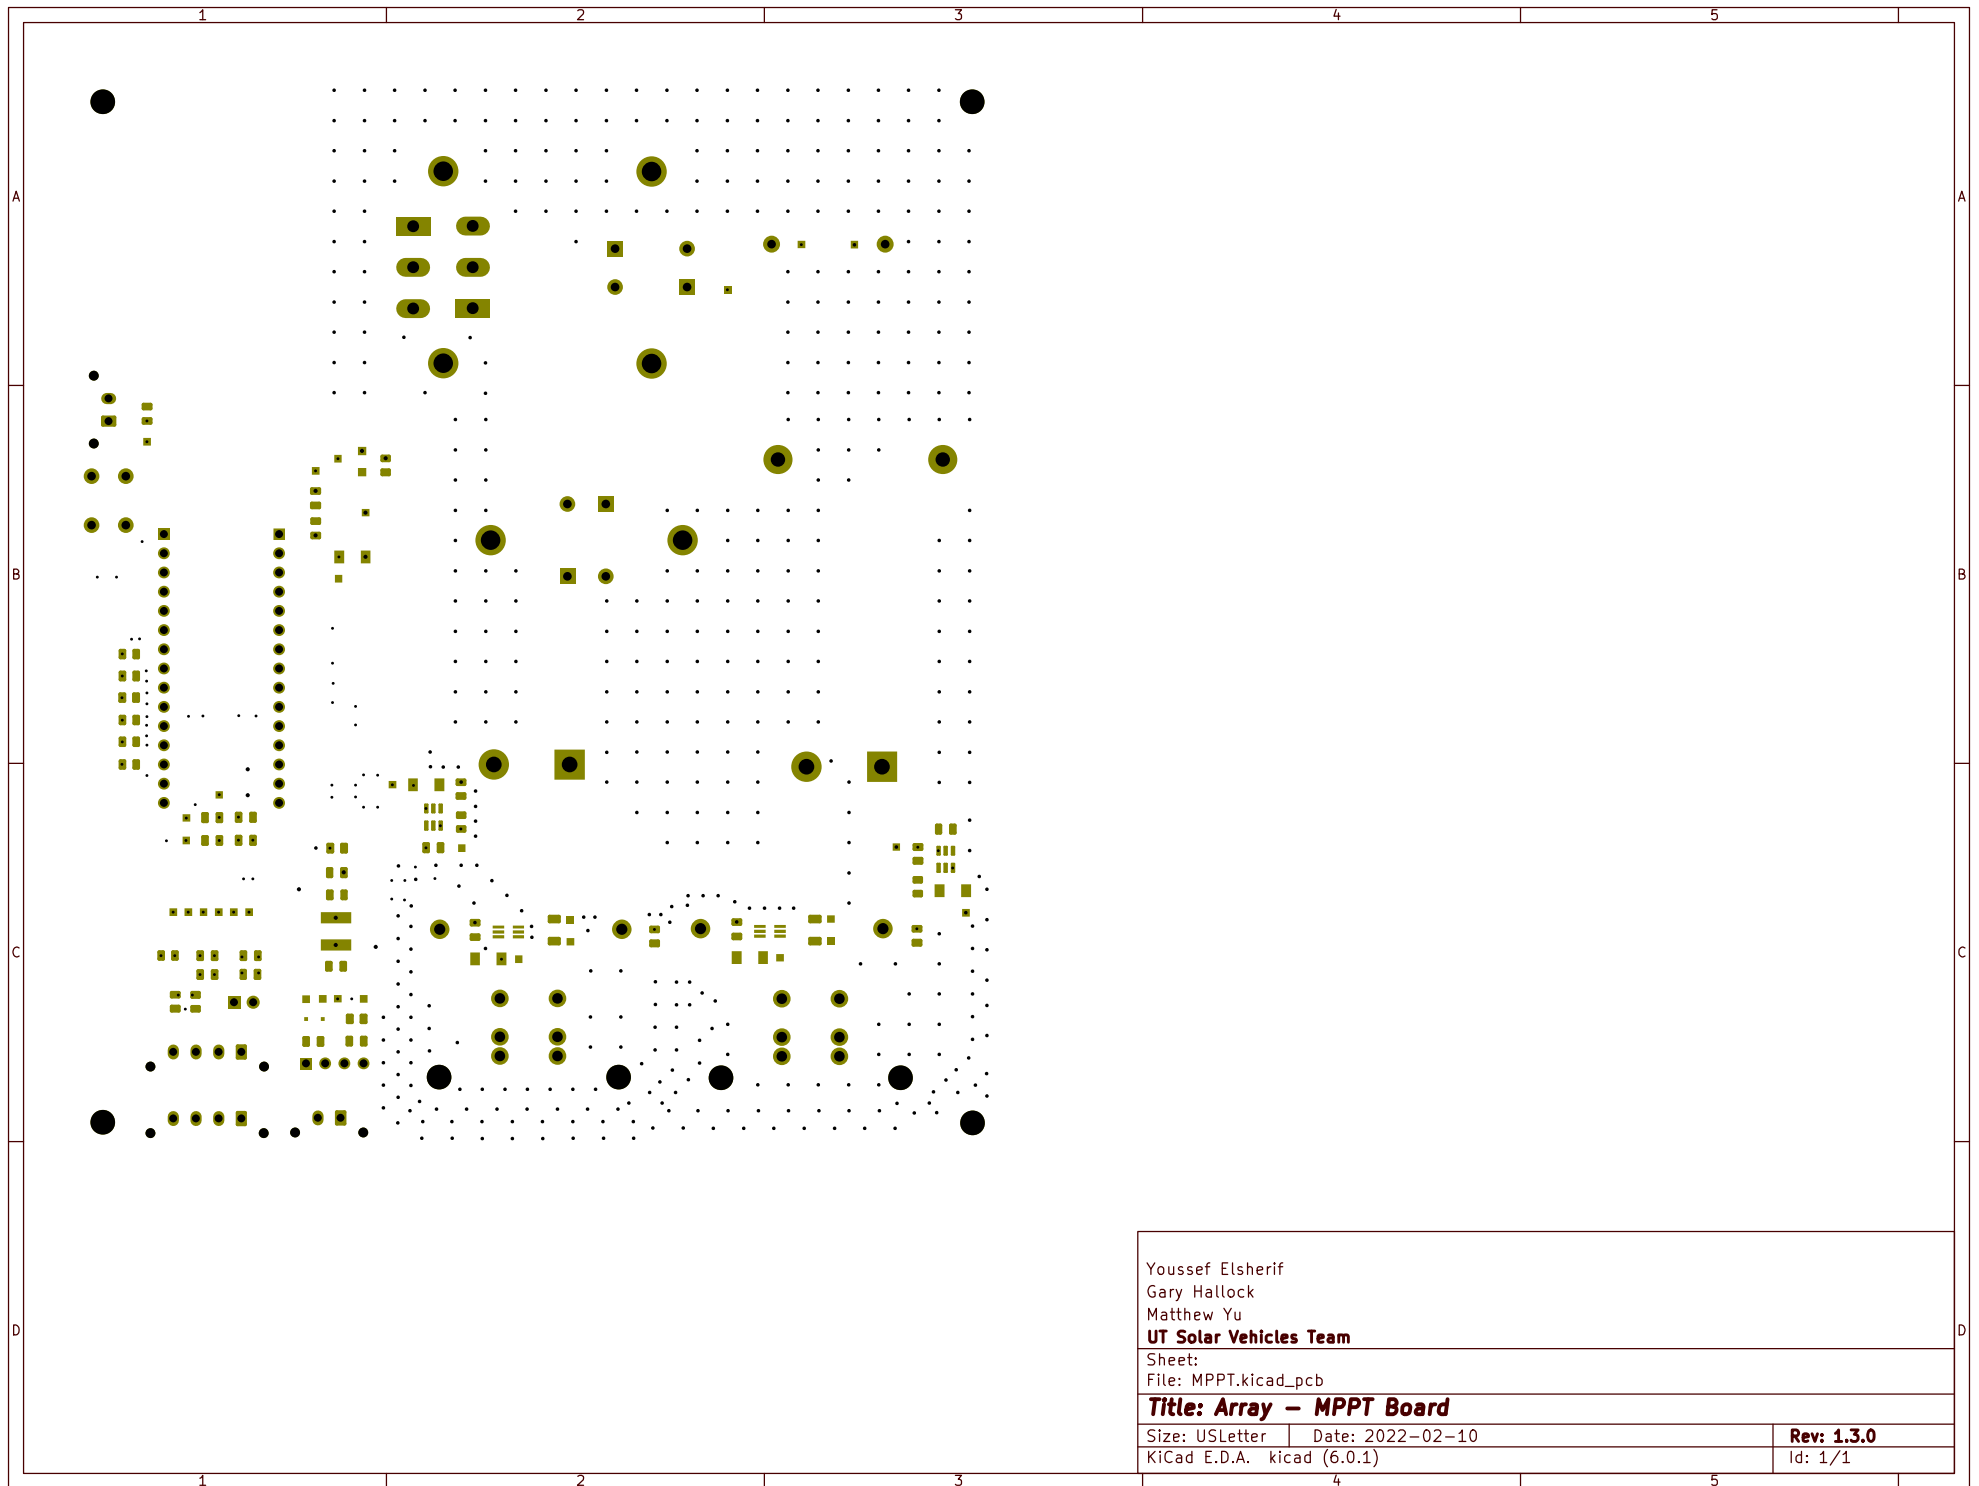 1 2 3 4 5
A A
B B
C C
D D
Youssef Elsherif
Gary Hallock
Matthew Yu
UT Solar Vehicles Team
Sheet:
File: MPPT.kicad_pcb
Title: Array - MPPT Board
Size: USLetter Date: 2022-02-10 Rev: 1.3.0
KiCad E.D.A. kicad (6.0.1) Id: 1/1
1 2 3 4 5